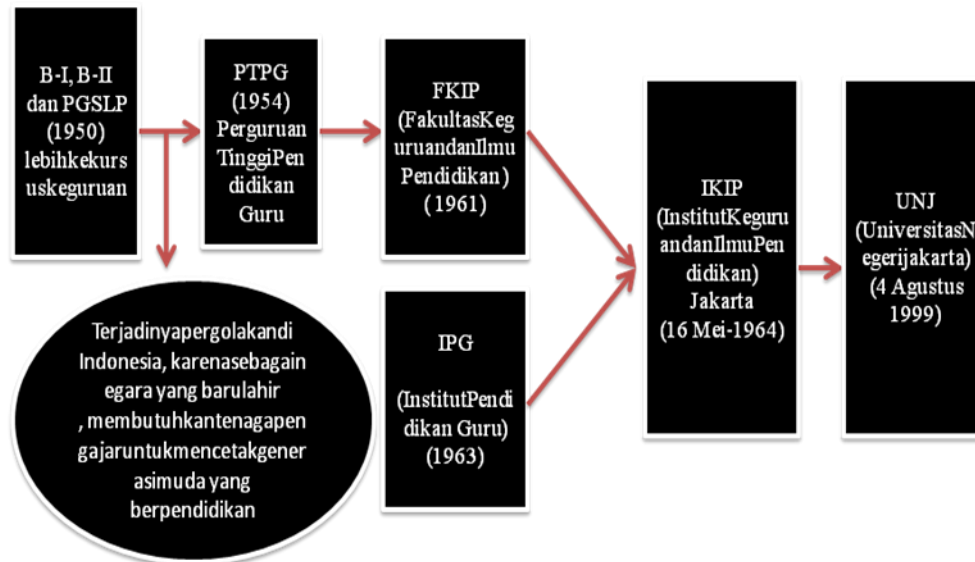 B-I, B-II
dan PGSLP
(1950)
lebihkekurs
uskeguruan
PTPG
(1954)
Perguruan
TinggiPen
didikan
Guru
FKIP
(FakultasKeg
uruandanIlmu
Pendidikan)
(1961)
Terjadinyapergolakandi
Indonesia, karenasebagain
egara yang barulahir
, membutuhkantenagapen
gajaruntukmencetakgener
asimuda yang
berpendidikan
IPG
(InstitutPendi
dikan Guru)
(1963)
IKIP
(InstitutKeguru
andanIlmuPen
didikan)
Jakarta
(16 Mei-1964)
UNJ
(UniversitasN
egerijakarta)
(4 Agustus
1999)